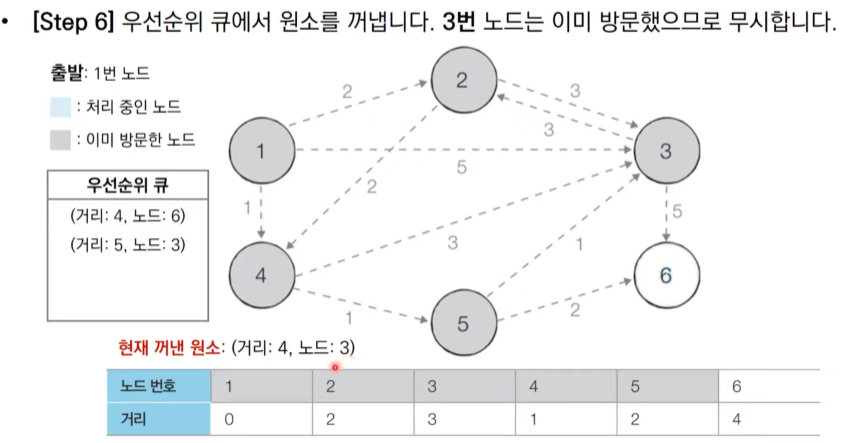 • [Step 6] 우선순위 큐에서 원소를 꺼냅니다. 3번 노드는 이미 방문했으므로 무시합니다.
출발: 1번 노드
: 처리 중인 노드
: 이미 방문한 노드
우선순위 큐
(거리: 4, 노드: 6)
(거리: 5, 노드: 3)
2
2
3
3
1
5
3
2
1
5
4
3
1
6
1
5
2
현재 꺼낸 원소: (거리: 4, 노드: 3)
노드 번호 1 2 3 4 5 6
거리 0 2 3 1 2 4